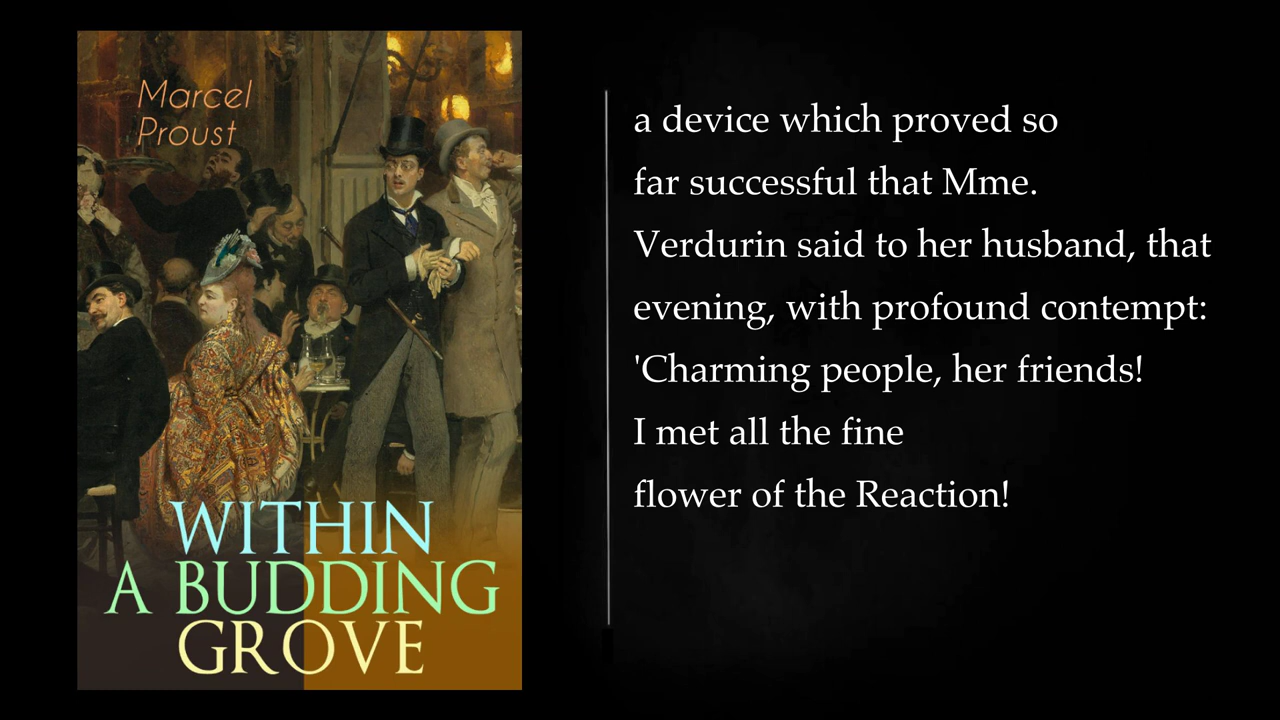 Marcel
Proust
WITHIN
A BUDDING
GROVE
a device which proved so
far successful that Mme.
Verdurin said to her husband, that
evening, with profound contempt:
'Charming people, her friends!
I met all the fine
flower of the Reaction!